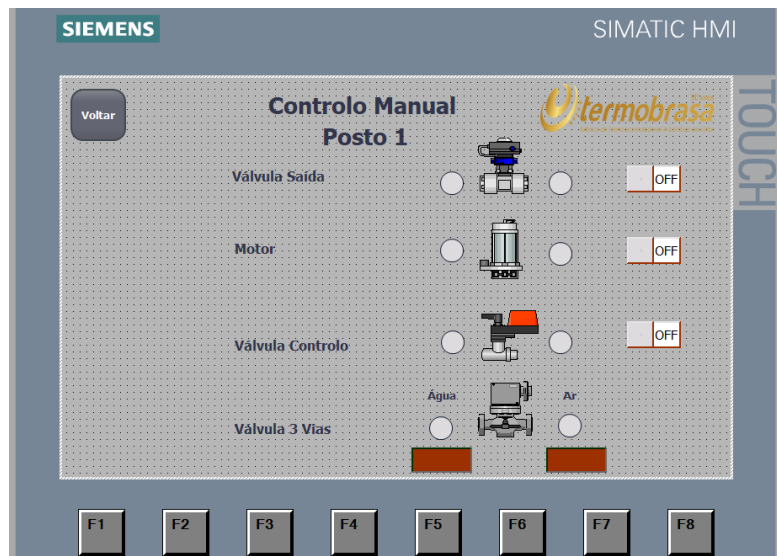 SIEMENS
SIMATIC HMI
TOUCH
Voltar
Controlo Manual
Posto 1
termobrasa
Válvula Saída
OFF
Motor
OFF
Válvula Controlo
OFF
Água
Ar
Válvula 3 Vias
F1 F2 F3 F4 F5 F6 F7 F8